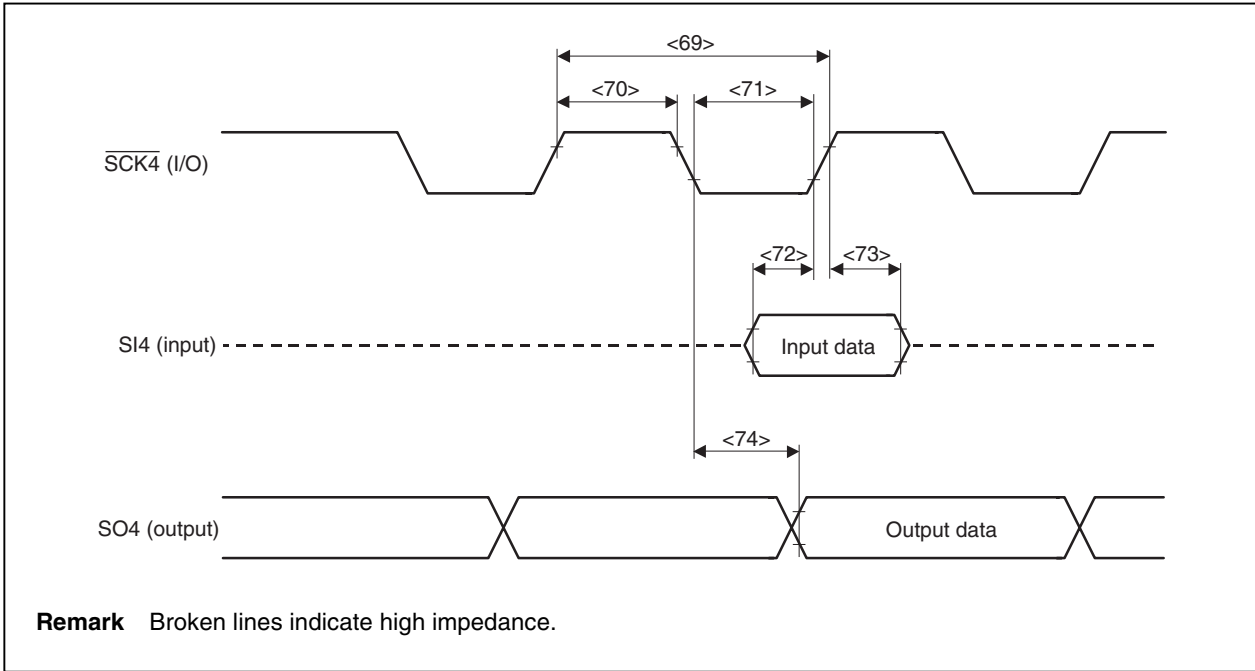 <69>
<70> <71>
SCK4 (I/O)
<72> <73>
SI4 (input) Input data
<74>
SO4 (output) Output data
Remark Broken lines indicate high impedance.